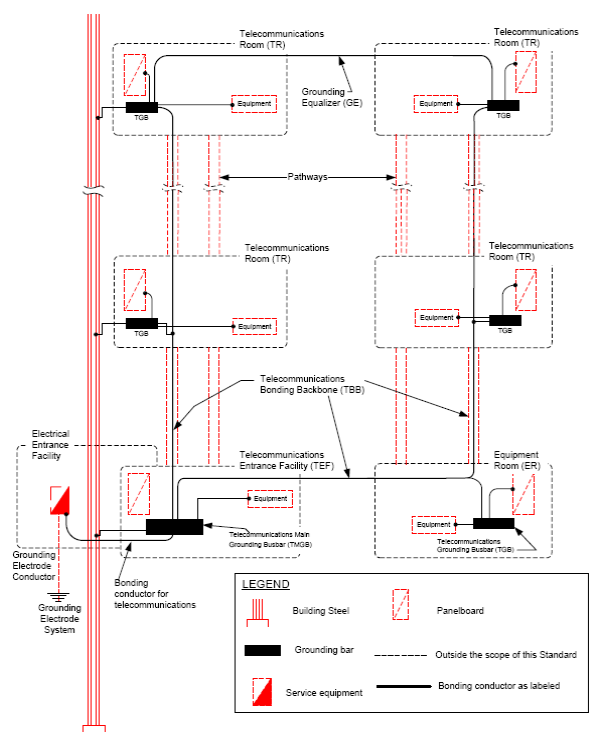 Telecommunications
Room (TR)
Telecommunications
Room (TR)
Grounding
Equalizer (GE)
Equipment
Equipment
TGB
TGB
Pathways
Telecommunications
Room (TR)
Telecommunications
Room (TR)
Equipment
Equipment
TGB
TGB
Telecommunications
Bonding Backbone (TBB)
Electrical
Entrance
Facility
Telecommunications
Entrance Facility (TEF)
Equipment
Room (ER)
Equipment
Equipment
Telecommunications Main
Grounding Busbar (TMGB)
Telecommunications
Grounding Busbar (TGB)
Grounding
Electrode
Conductor
Bonding
conductor for
telecommunications
Grounding
Electrode
System
LEGEND
Building Steel
Panelboard
Grounding bar
Outside the scope of this Standard
Service equipment
Bonding conductor as labeled